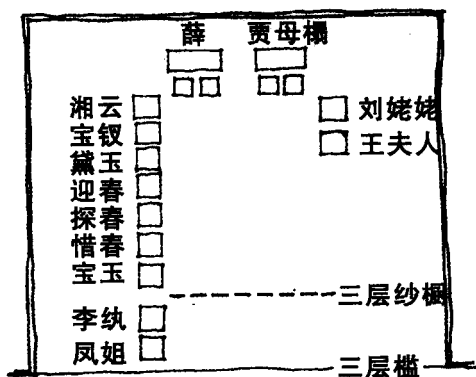 薛 贾母榻
湘云 刘姥姥
宝钗 王夫人
黛玉
迎春
探春
惜春
宝玉
三层纱橱
李纨
凤姐
三层槛